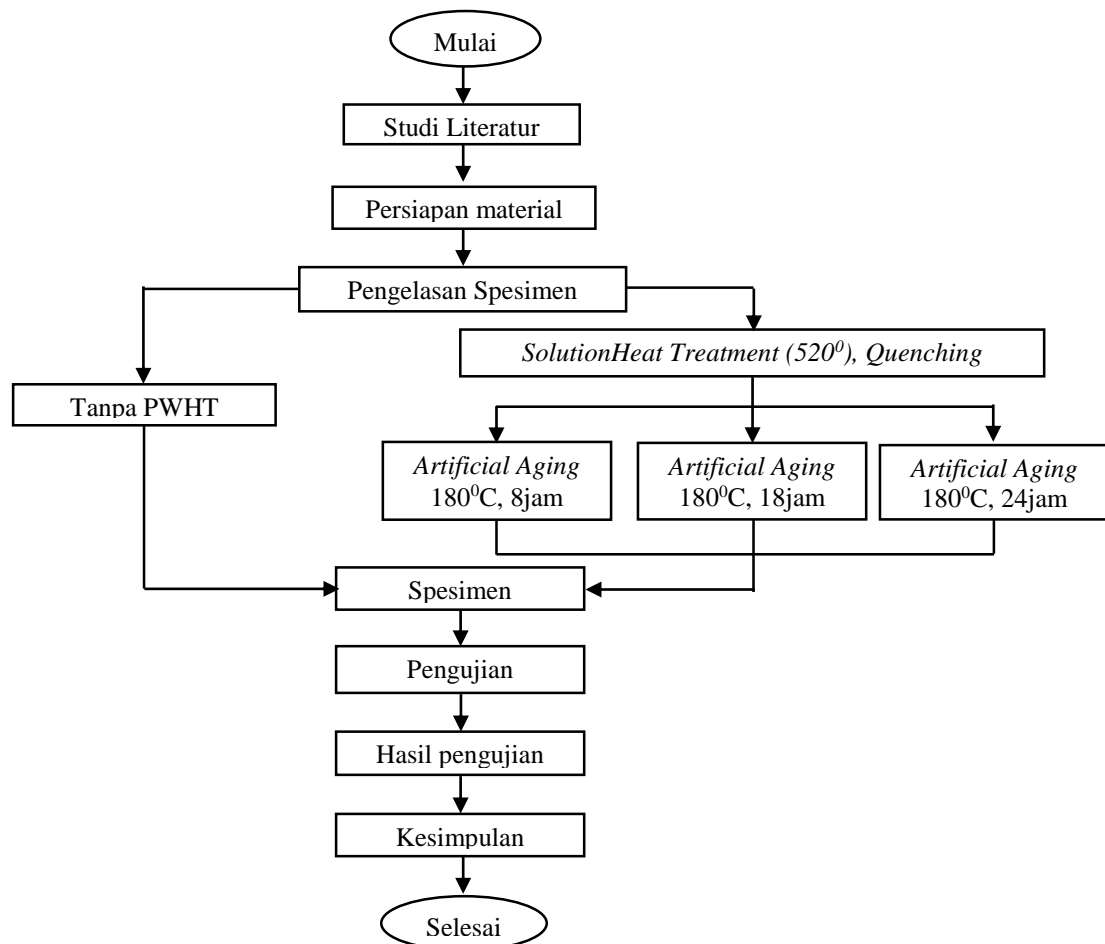 Mulai
Studi Literatur
Persiapan material
Pengelasan Spesimen
SolutionHeat Treatment (520⁰), Quenching
Tanpa PWHT
Artificial Aging
180⁰C, 8jam
Artificial Aging
180⁰C, 18jam
Artificial Aging
180⁰C, 24jam
Spesimen
Pengujian
Hasil pengujian
Kesimpulan
Selesai